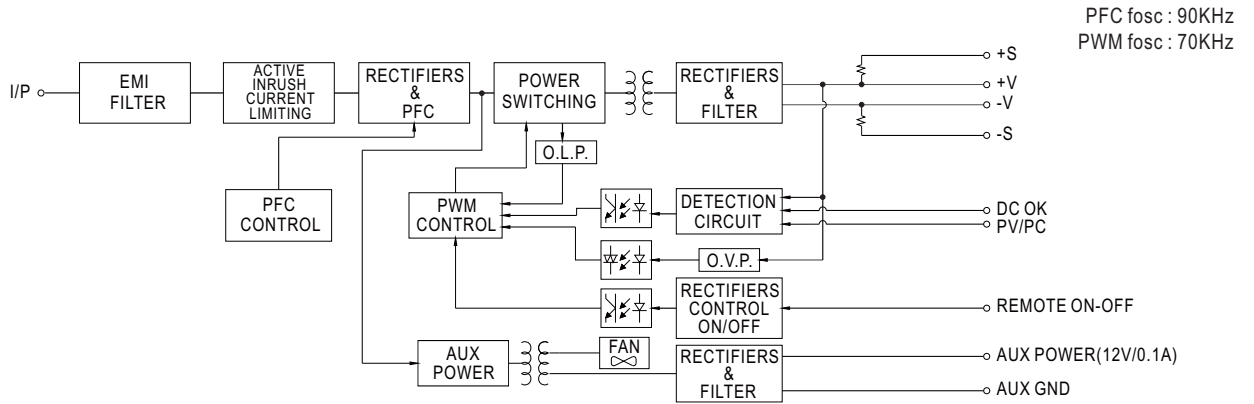 PFC fosc : 90KHz
PWM fosc : 70KHz
I/P
EMI
FILTER
ACTIVE
INRUSH
CURRENT
LIMITING
RECTIFIERS
&
PFC
POWER
SWITCHING
RECTIFIERS
&
FILTER
+S
+V
-V
-S
O.L.P.
PFC
CONTROL
PWM
CONTROL
DETECTION
CIRCUIT
DC OK
PV/PC
O.V.P.
RECTIFIERS
CONTROL
ON/OFF
REMOTE ON-OFF
AUX
POWER
FAN
RECTIFIERS
&
FILTER
AUX POWER(12V/0.1A)
AUX GND